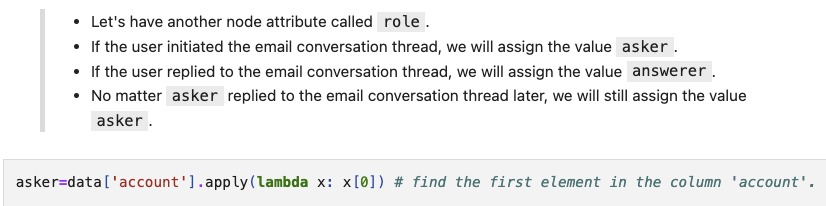 Let's have another node attribute called role .
If the user initiated the email conversation thread, we will assign the value asker .
If the user replied to the email conversation thread, we will assign the value answerer .
No matter asker replied to the email conversation thread later, we will still assign the value
asker .
asker=data['account'].apply(lambda x: x[0]) # find the first element in the column 'account'.